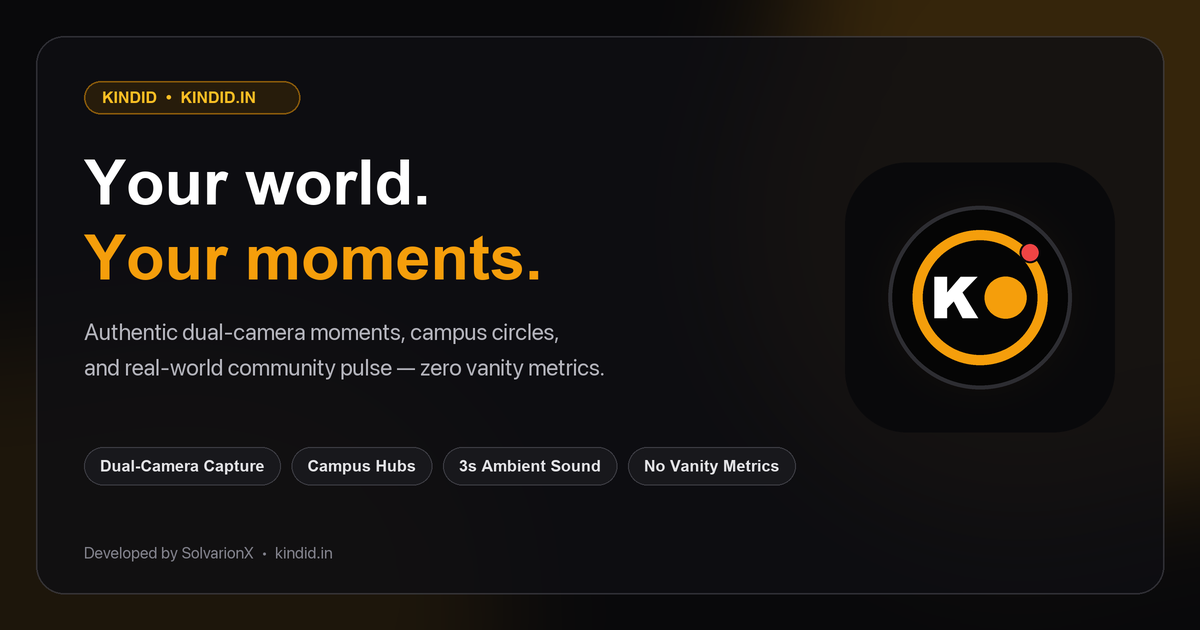 KINDID • KINDID.IN
Your world.
Your moments.
Authentic dual-camera moments, campus circles,
and real-world community pulse — zero vanity metrics.
K
Dual-Camera Capture
Campus Hubs
3s Ambient Sound
No Vanity Metrics
Developed by SolvarionX • kindid.in